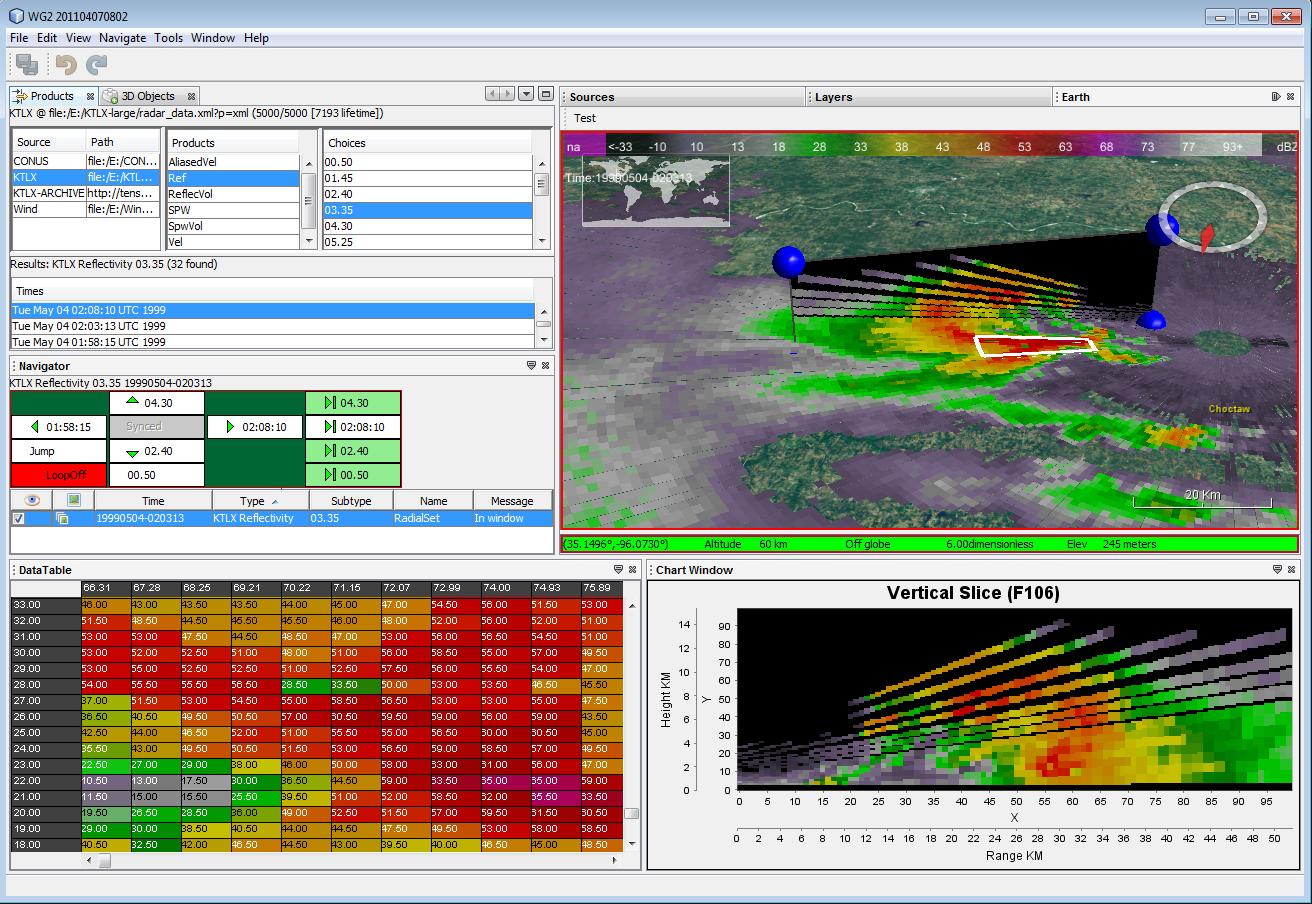 WG2 201104070802
File Edit View Navigate Tools Window Help
Products 3D Objects
KTLX @ file:/E:/KTLX-large/radar_data.xml?p=xml (5000/5000 [7193 lifetime])
Source Path
CONUS file:/E:/CON...
KTLX file:/E:/KTL...
KTLX-ARCHIVE http://tens...
Wind file:/E:/Win...
Products
AliasedVel
Ref
ReflecVol
SPW
SpwVol
Vel
Choices
00.50
01.45
02.40
03.35
04.30
05.25
Results: KTLX Reflectivity 03.35 (32 found)
Times
Tue May 04 02:08:10 UTC 1999
Tue May 04 02:03:13 UTC 1999
Tue May 04 01:58:15 UTC 1999
Navigator
KTLX Reflectivity 03.35 19990504-020313
04.30 04.30
01:58:15 Synced 02:08:10 02:08:10
Jump 02.40 02.40
LoopOff 00.50 00.50
Time Type Subtype Name Message
19990504-020313 KTLX Reflectivity 03.35 RadialSet In window
Sources Layers Earth
Test
na <-33 -10 10 13 18 28 33 38 43 48 53 63 68 73 77 93+ dBZ
Time:19990504-020313
Choctaw
20 Km
(35.1496°,-96.0730°) Altitude 60 km Off globe 6.00dimensionless Elev 245 meters
DataTable
66.31 67.28 68.25 69.21 70.22 71.15 72.07 72.99 74.00 74.93 75.89
33.00 46.00 43.00 43.50 43.50 44.00 45.00 47.00 54.50 56.00 51.50 53.00
32.00 51.50 48.50 44.50 45.50 45.50 46.00 48.00 52.00 56.00 52.00 51.00
31.00 53.00 53.00 47.50 44.50 48.50 47.00 53.00 56.00 56.50 54.50 51.00
30.00 53.00 52.00 52.50 51.00 48.00 51.00 56.00 58.50 55.50 57.00 49.50
29.00 53.00 55.00 52.50 52.50 51.00 52.50 57.50 56.00 55.50 54.00 47.00
28.00 54.00 55.50 55.50 56.50 28.50 33.50 50.00 53.00 53.50 46.50 45.50
27.00 37.00 51.50 53.00 54.50 55.00 58.50 56.50 56.50 53.00 55.00 47.50
26.00 36.50 40.50 49.50 50.50 57.00 60.50 59.50 56.00 59.00 59.00 43.50
25.00 42.50 44.00 46.50 52.00 51.00 55.50 55.00 56.00 60.50 60.50 45.00
24.00 35.50 43.00 49.50 50.50 51.50 53.00 56.50 59.00 58.50 57.00 49.50
23.00 22.50 27.00 29.00 38.00 46.00 50.00 58.00 63.00 61.00 56.00 47.00
22.00 10.50 13.00 17.50 30.00 36.50 44.50 59.00 63.50 65.00 65.00 59.00
21.00 11.50 15.00 15.50 25.50 39.50 51.00 52.00 58.50 62.00 65.50 63.50
20.00 19.50 26.50 28.50 36.00 49.00 52.50 51.50 57.00 59.50 61.50 60.50
19.00 29.00 30.00 38.50 40.50 44.00 44.50 47.50 49.50 53.00 58.00 58.50
18.00 40.50 32.50 42.00 46.50 44.50 43.00 39.50 40.00 46.50 45.00 48.50
Chart Window
Vertical Slice (F106)
Height KM
14
12
10
8
6
4
2
0
Y
90
80
70
60
50
40
30
20
10
0
0 5 10 15 20 25 30 35 40 45 50 55 60 65 70 75 80 85 90 95
X
0 2 4 6 8 10 12 14 16 18 20 22 24 26 28 30 32 34 36 38 40 42 44 46 48 50
Range KM